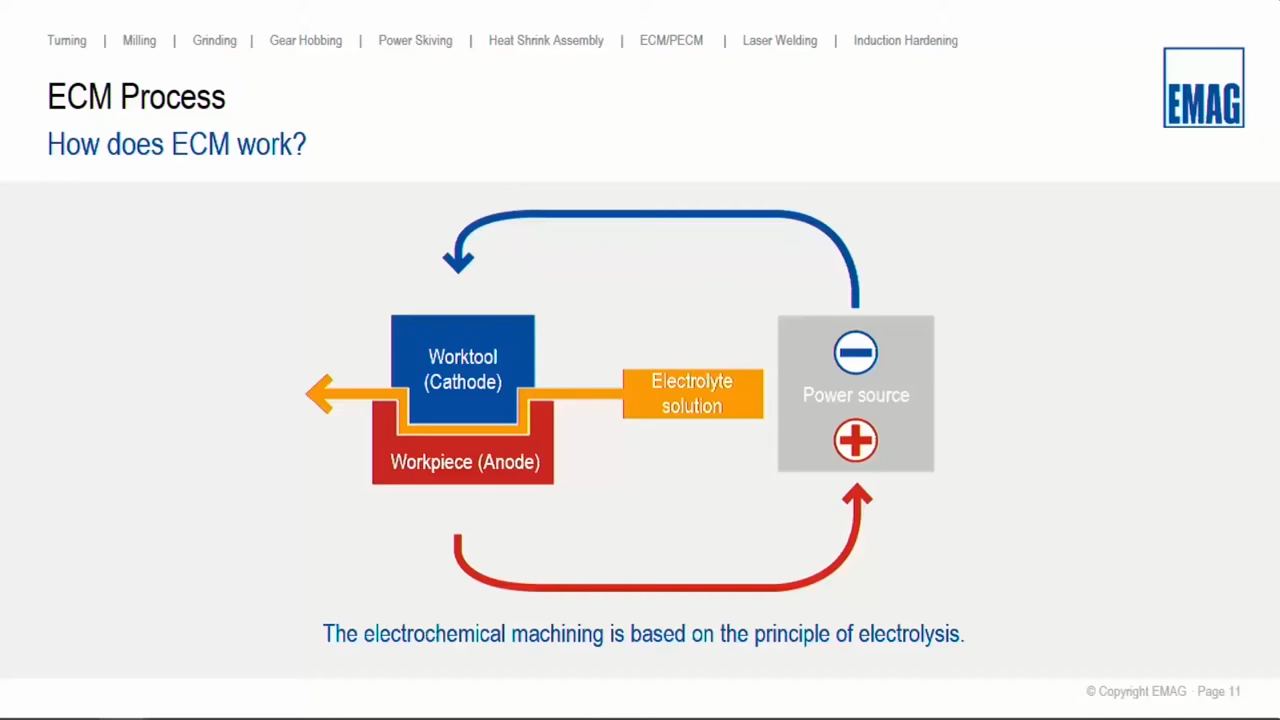 Turning | Milling | Grinding | Gear Hobbing | Power Skiving | Heat Shrink Assembly | ECM/PECM | Laser Welding | Induction Hardening
EMAG
ECM Process
How does ECM work?
Worktool
(Cathode)
Electrolyte
solution
Power source
Workpiece (Anode)
The electrochemical machining is based on the principle of electrolysis.
© Copyright EMAG · Page 11